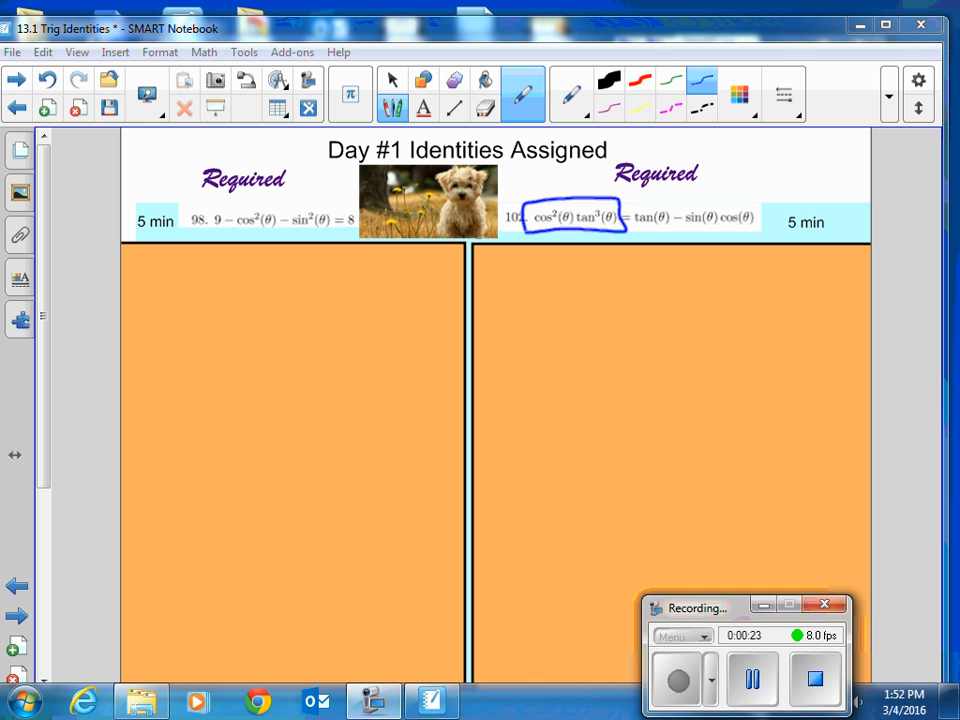 13.1 Trig Identities * - SMART Notebook
File Edit View Insert Format Math Tools Add-ons Help
π
A
Day #1 Identities Assigned
Required
Required
5 min
98. 9 − cos²(θ) − sin²(θ) = 8
102. cos²(θ) tan³(θ) = tan(θ) − sin(θ) cos(θ)
5 min
Recording...
Menu
0:00:23
8.0 fps
1:52 PM
3/4/2016